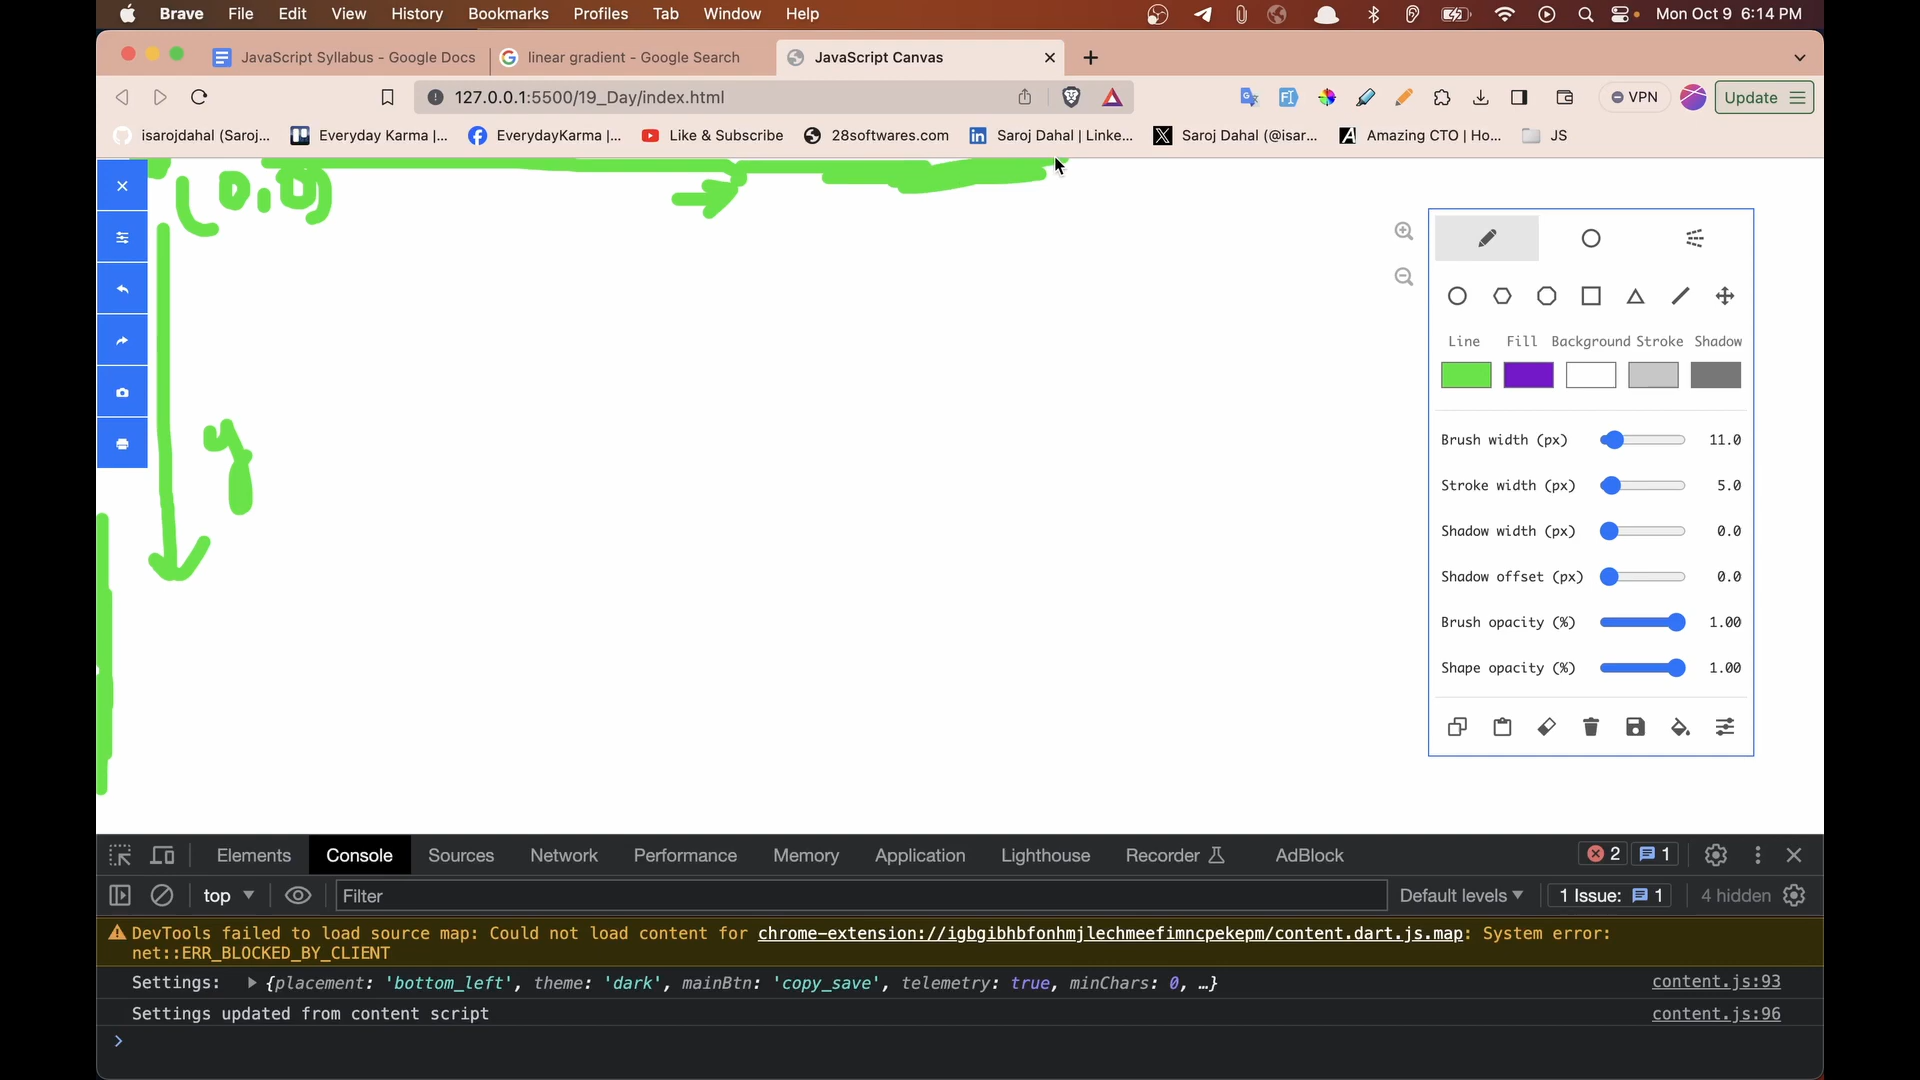 Brave File Edit View History Bookmarks Profiles Tab Window Help Mon Oct 9 6:14 PM
JavaScript Syllabus - Google Docs linear gradient - Google Search JavaScript Canvas
127.0.0.1:5500/19_Day/index.html VPN Update
isarojdahal (Saroj... Everyday Karma |... EverydayKarma |... Like & Subscribe 28softwares.com Saroj Dahal | Linke... Saroj Dahal (@isar... Amazing CTO | Ho... JS
(0,0)
y
Line Fill Background Stroke Shadow
Brush width (px) 11.0
Stroke width (px) 5.0
Shadow width (px) 0.0
Shadow offset (px) 0.0
Brush opacity (%) 1.00
Shape opacity (%) 1.00
Elements Console Sources Network Performance Memory Application Lighthouse Recorder AdBlock 2 1
top Filter Default levels 1 Issue: 1 4 hidden
DevTools failed to load source map: Could not load content for chrome-extension://igbgibhbfonhmjlechmeefimncpekepm/content.dart.js.map: System error:
net::ERR_BLOCKED_BY_CLIENT
Settings: {placement: 'bottom_left', theme: 'dark', mainBtn: 'copy_save', telemetry: true, minChars: 0, …} content.js:93
Settings updated from content script content.js:96